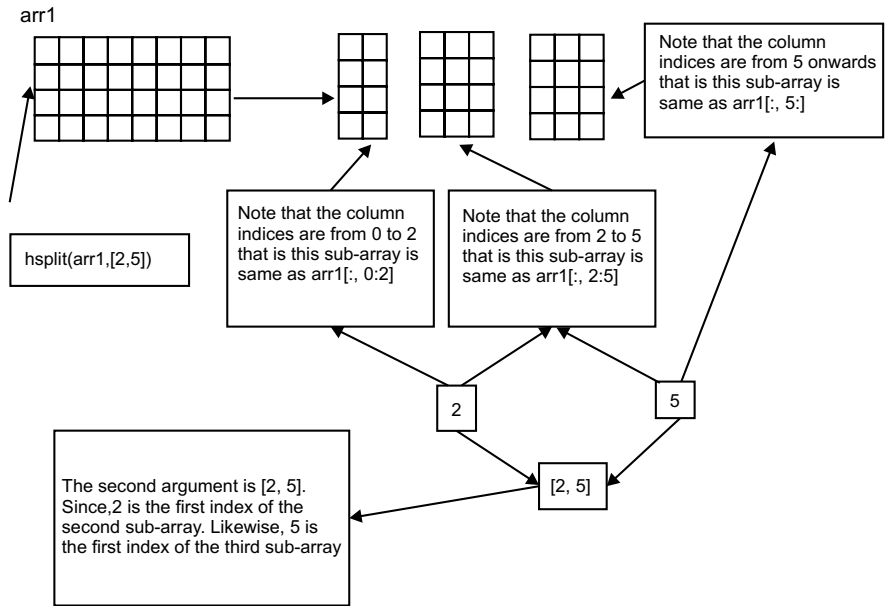 arr1
Note that the column
indices are from 5 onwards
that is this sub-array is
same as arr1[:, 5:]
hsplit(arr1,[2,5])
Note that the column
indices are from 0 to 2
that is this sub-array is
same as arr1[:, 0:2]
Note that the column
indices are from 2 to 5
that is this sub-array is
same as arr1[:, 2:5]
2
5
[2, 5]
The second argument is [2, 5].
Since,2 is the first index of the
second sub-array. Likewise, 5 is
the first index of the third sub-array